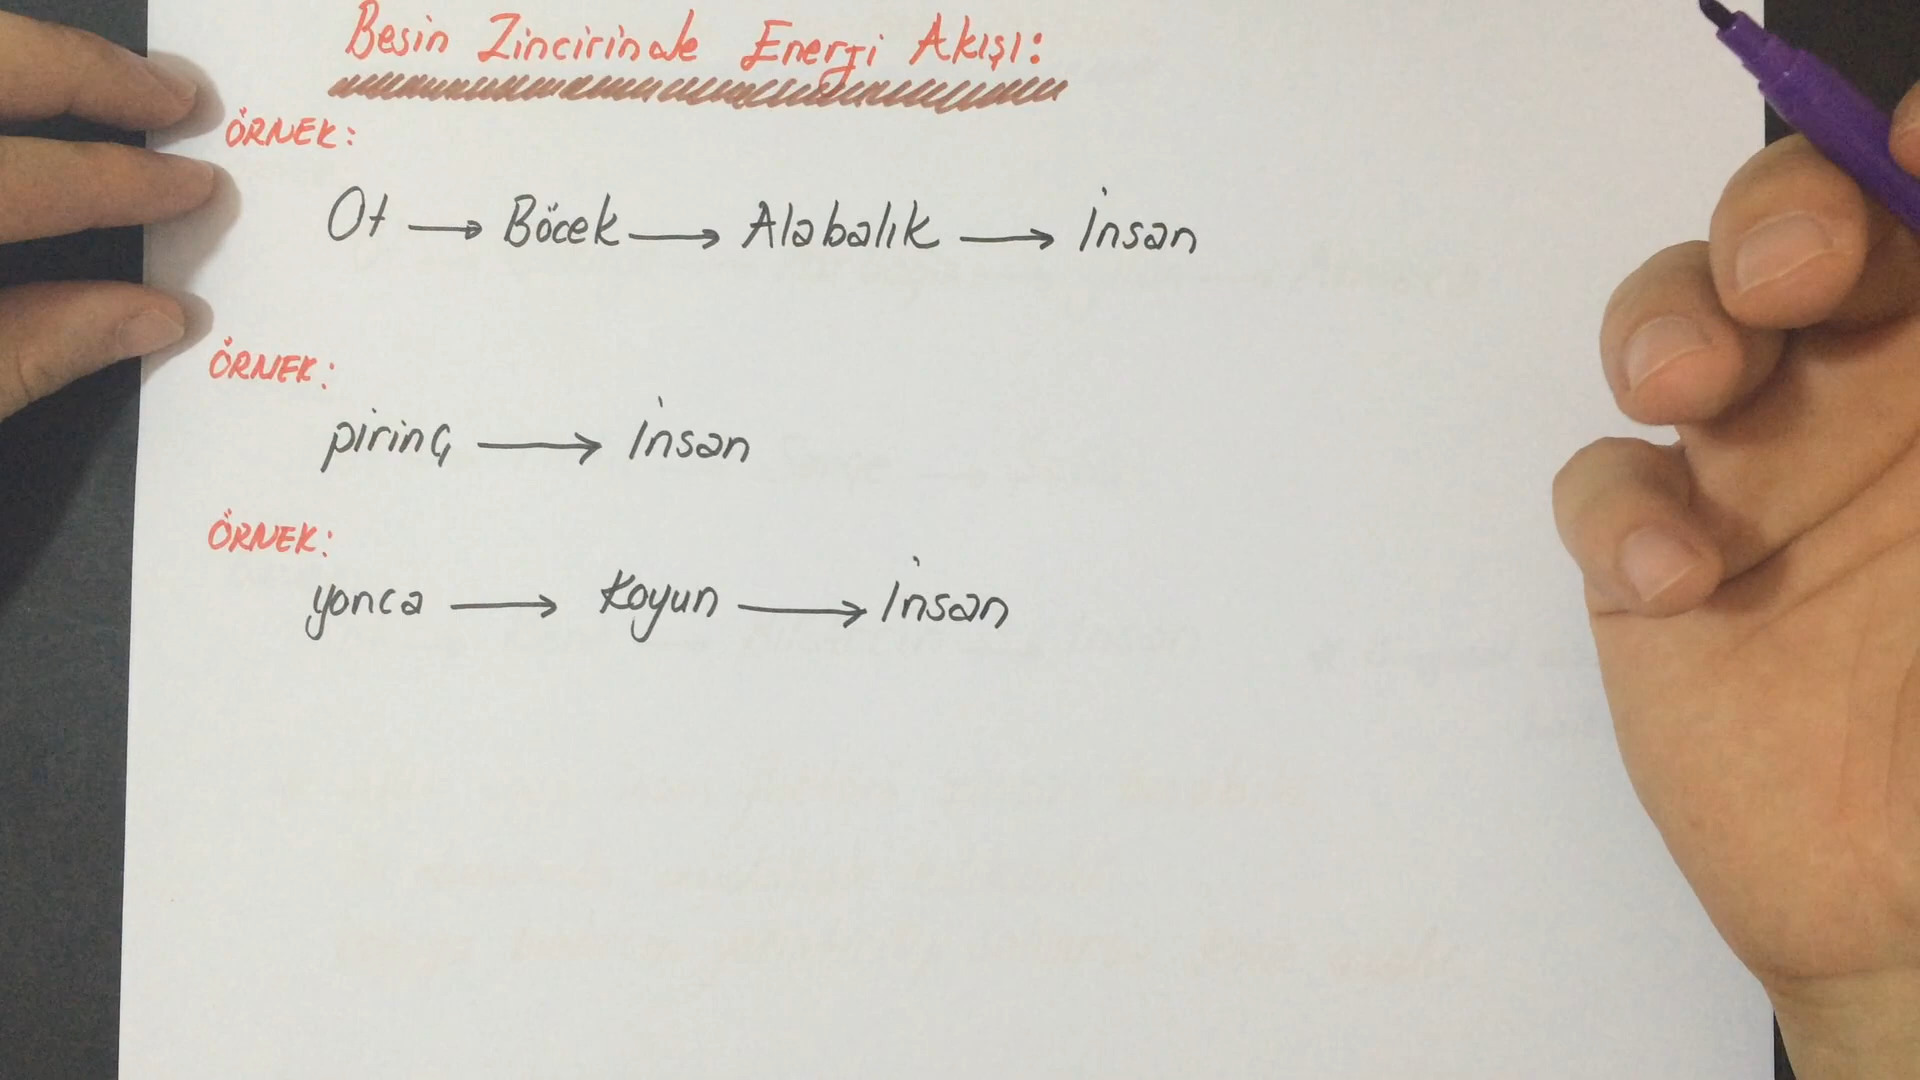 Besin Zincirinde Enerji Akışı:
ÖRNEK:
Ot → Böcek → Alabalık → İnsan
ÖRNEK:
pirinç → İnsan
ÖRNEK:
yonca → Koyun → İnsan